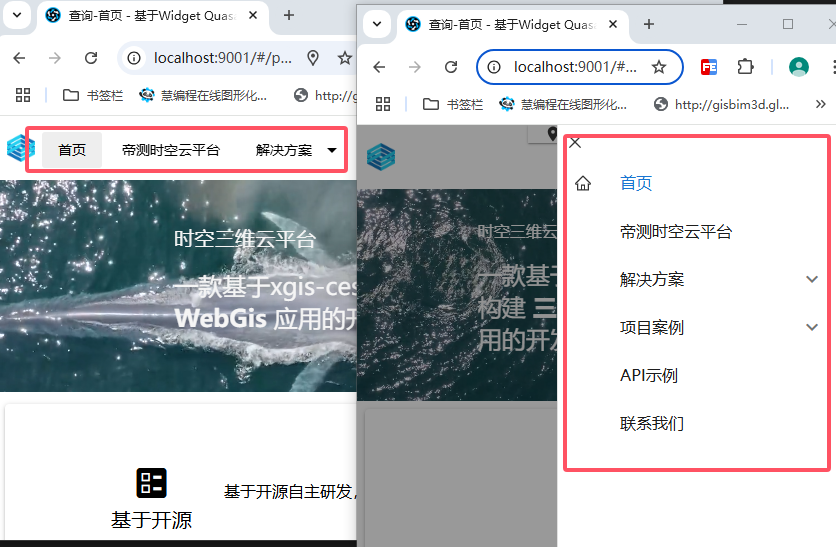 查询-首页 - 基于Widget Quasa
localhost:9001/#/p...
书签栏
慧编程在线图形化...
http://g
首页
帝测时空云平台
解决方案
时空三维云平台
一款基于xgis-ces
WebGis 应用的开
基于开源
基于开源自主研发,
查询-首页 - 基于Widget Quasa
localhost:9001/#...
书签栏
慧编程在线图形化...
http://gisbim3d.gl...
时空三维云
一款基于
构建 三
用的开发
首页
帝测时空云平台
解决方案
项目案例
API示例
联系我们